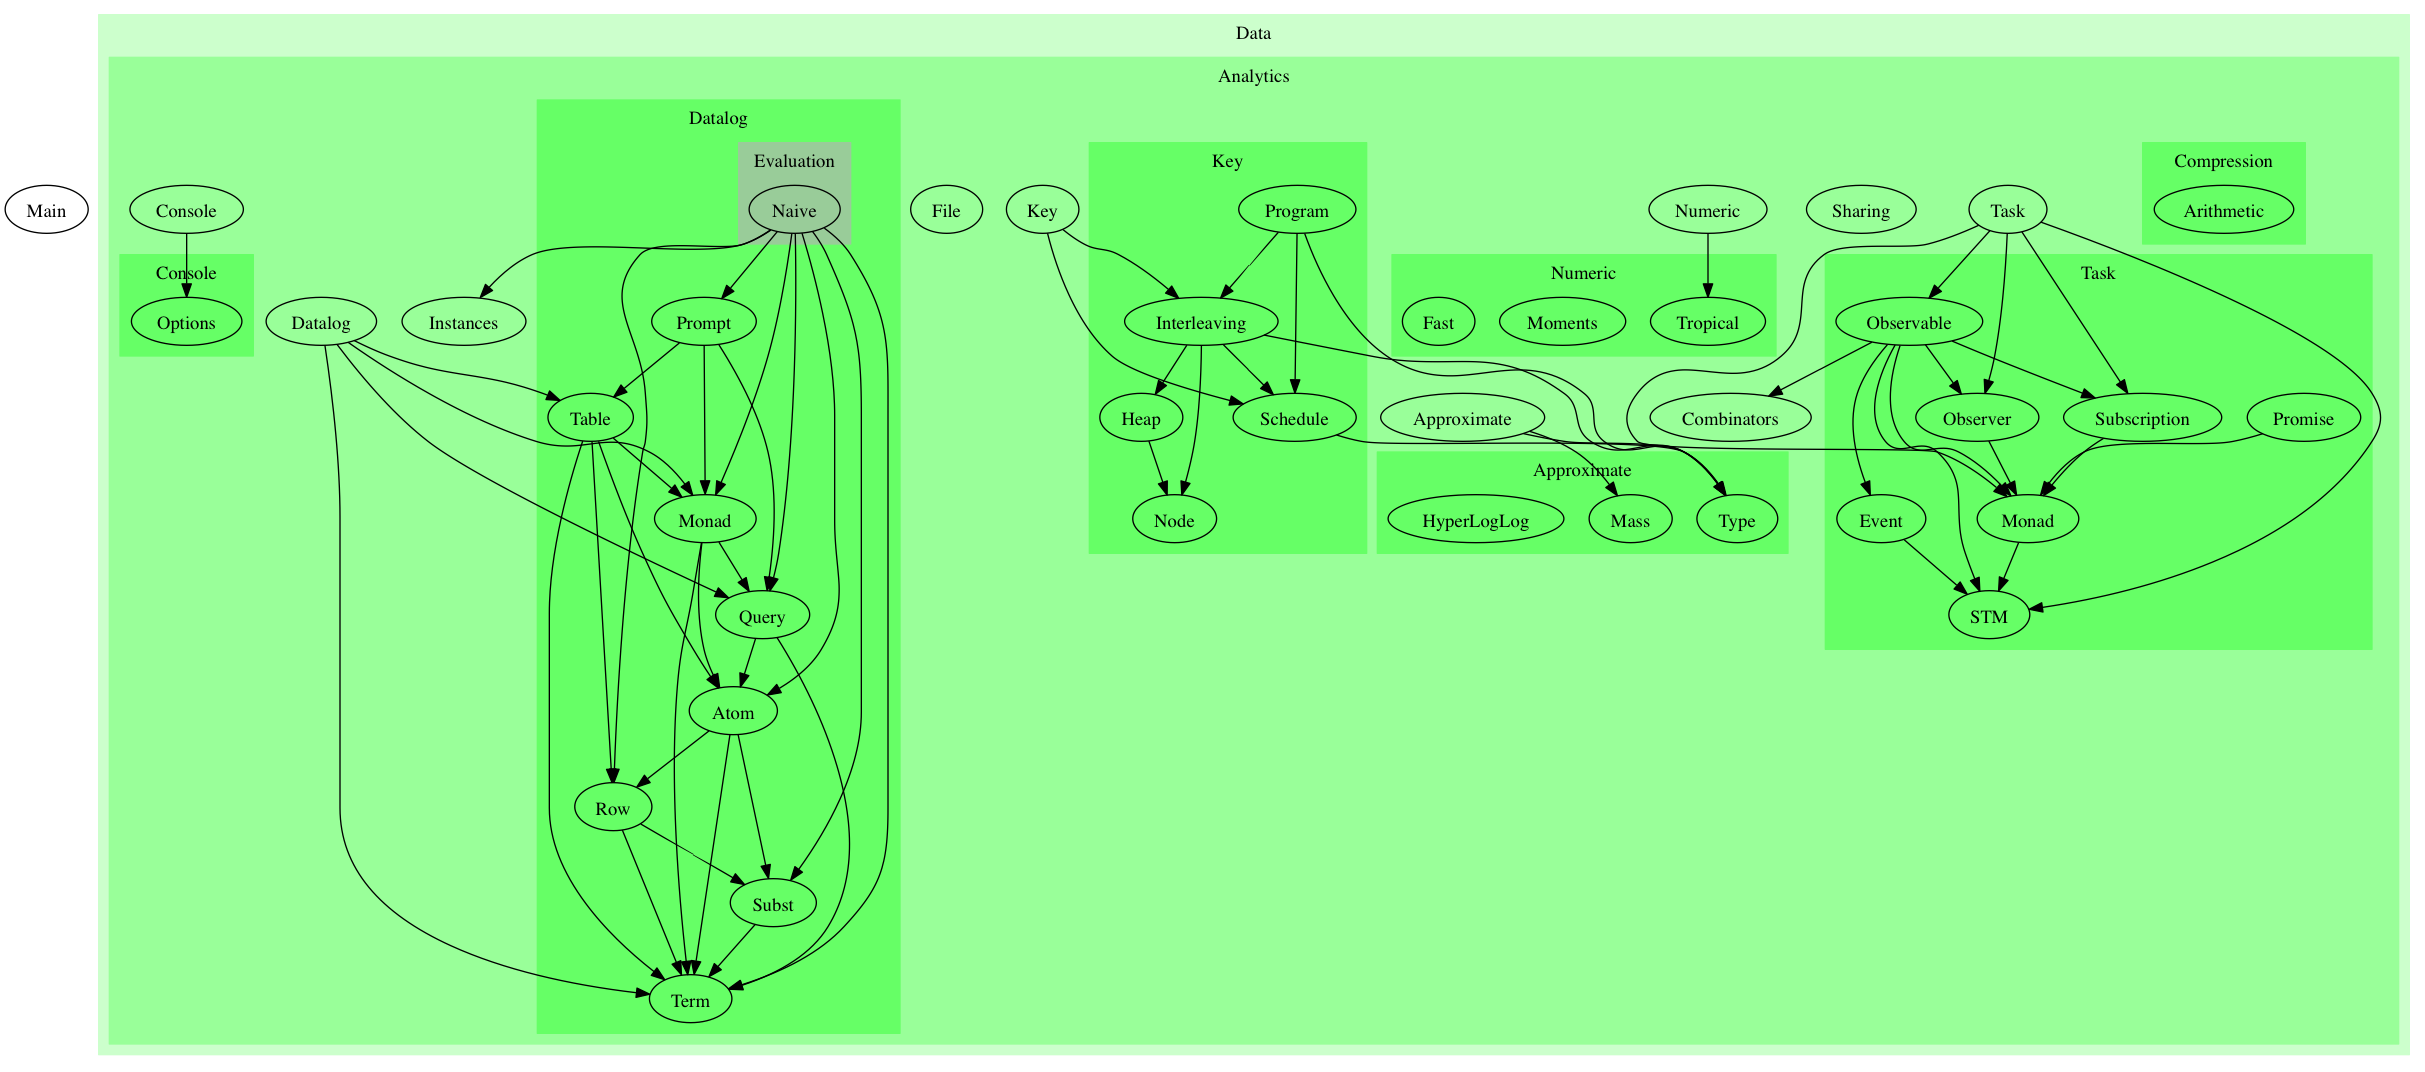 Data
Analytics
Datalog
Evaluation
Key
Compression
Main
Console
Naive
File
Key
Program
Numeric
Sharing
Task
Arithmetic
Console
Numeric
Task
Options
Datalog
Instances
Prompt
Interleaving
Fast
Moments
Tropical
Observable
Table
Heap
Schedule
Approximate
Combinators
Observer
Subscription
Promise
Approximate
Monad
Node
HyperLogLog
Mass
Type
Event
Monad
Query
STM
Atom
Row
Subst
Term